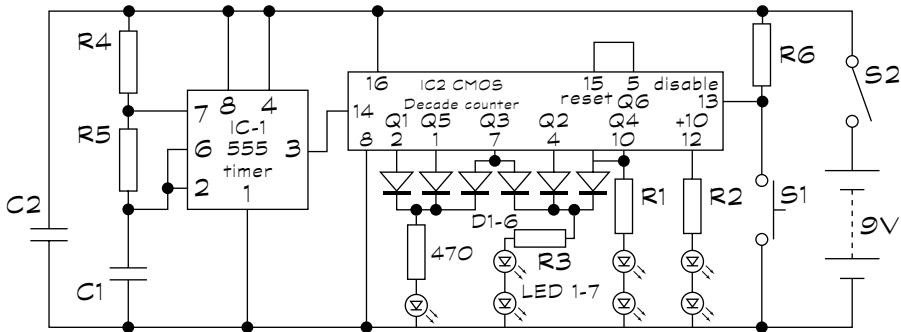 R4
R5
C2
C1
7
8
4
IC-1
6
555
3
2
timer
1
16
IC2 CMOS
15
5
disable
14
Decade counter
reset
Q6
13
8
Q1
Q5
Q3
Q2
Q4
+10
2
1
7
4
10
12
D1-6
R1
R2
470
R3
LED 1-7
R6
S2
S1
9V